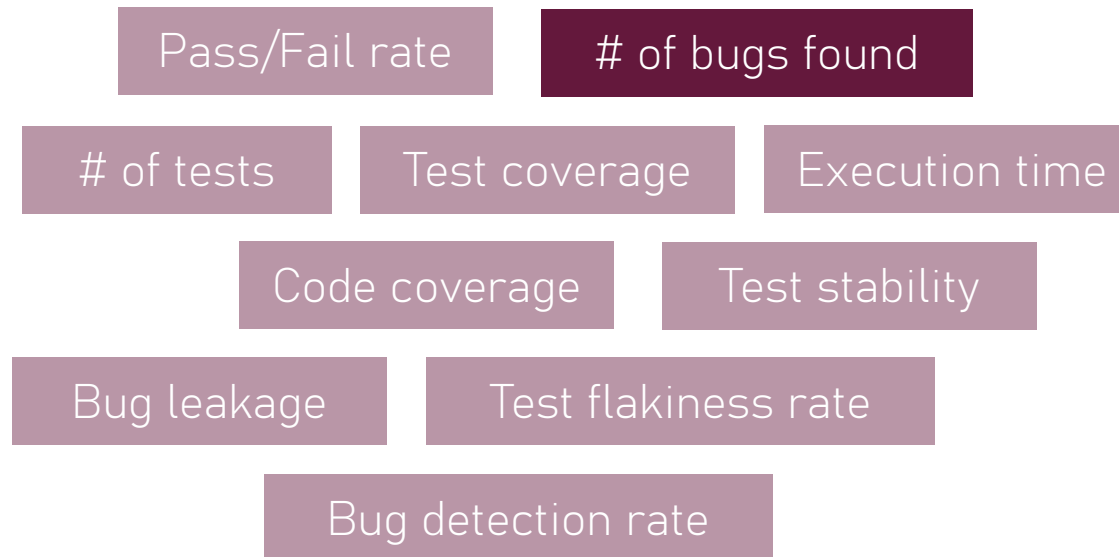 Pass/Fail rate
# of bugs found
# of tests
Test coverage
Execution time
Code coverage
Test stability
Bug leakage
Test flakiness rate
Bug detection rate